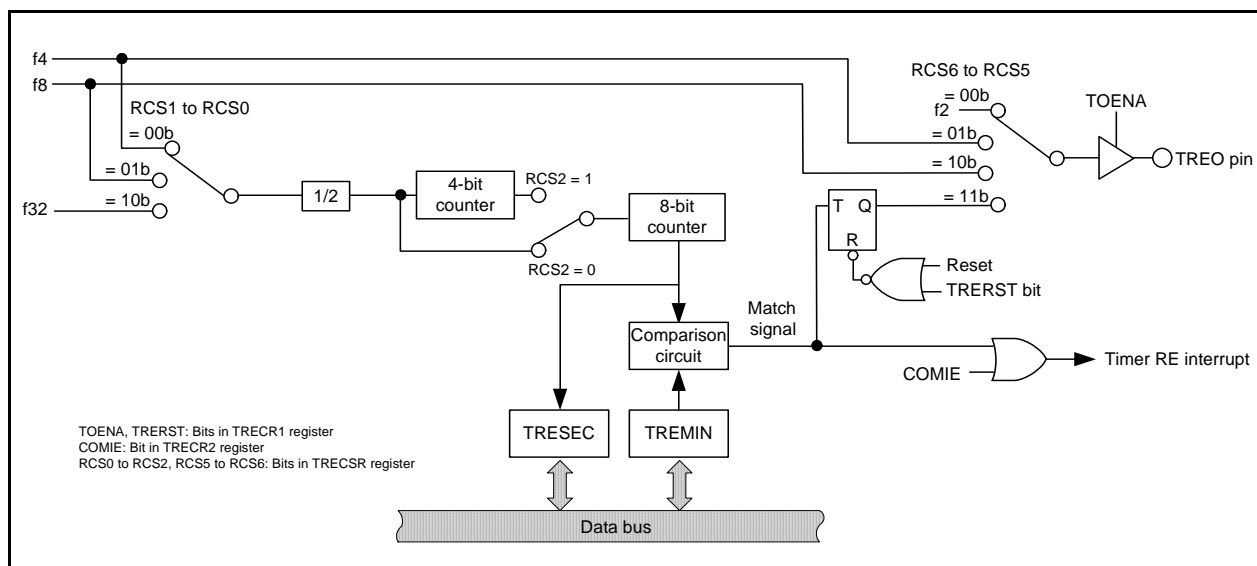 f4
f8
RCS1 to RCS0
= 00b
= 01b
= 10b
f32
1/2
4-bit
counter
RCS2 = 1
RCS2 = 0
8-bit
counter
RCS6 to RCS5
= 00b
f2
= 01b
= 10b
= 11b
TOENA
TREO pin
T Q
R
Reset
TRERST bit
Match
signal
Comparison
circuit
COMIE
Timer RE interrupt
TRESEC
TREMIN
TOENA, TRERST: Bits in TRECR1 register
COMIE: Bit in TRECR2 register
RCS0 to RCS2, RCS5 to RCS6: Bits in TRECSR register
Data bus